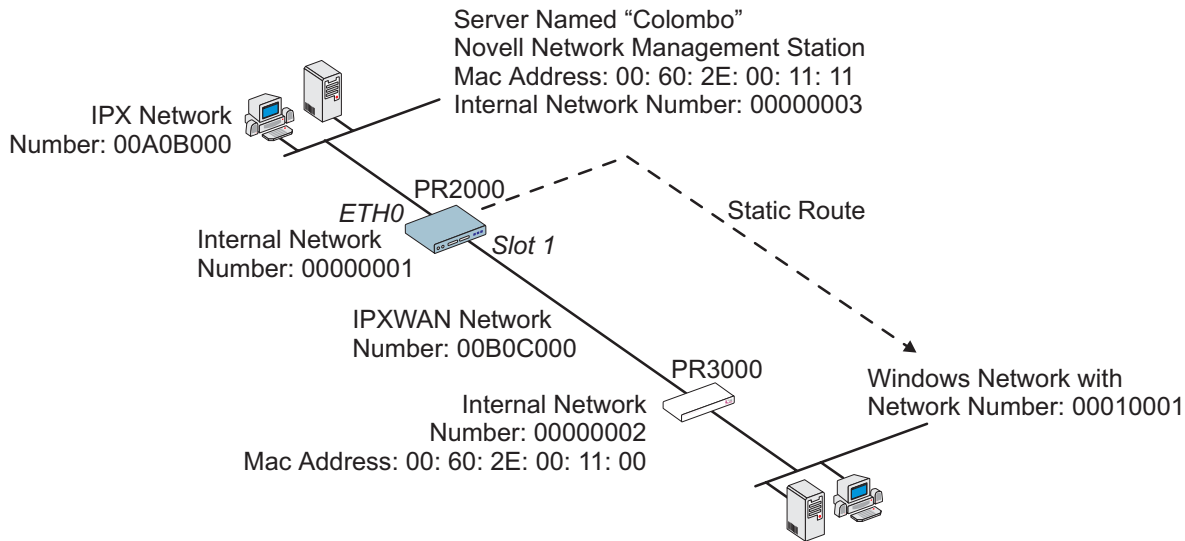 Server Named “Colombo”
Novell Network Management Station
Mac Address: 00: 60: 2E: 00: 11: 11
Internal Network Number: 00000003
IPX Network
Number: 00A0B000
PR2000
ETH0
Slot 1
Internal Network
Number: 00000001
Static Route
IPXWAN Network
Number: 00B0C000
PR3000
Internal Network
Number: 00000002
Mac Address: 00: 60: 2E: 00: 11: 00
Windows Network with
Network Number: 00010001